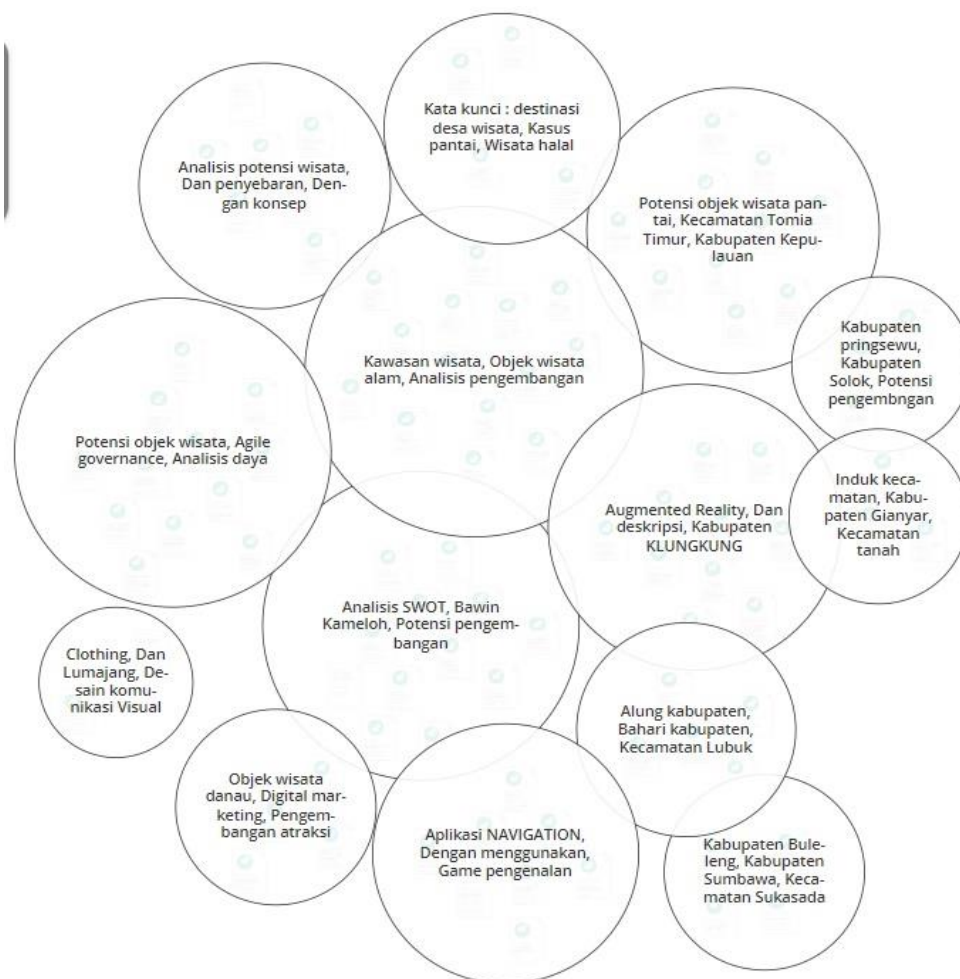 Kata kunci : destinasi
desa wisata, Kasus
pantai, Wisata halal
Analisis potensi wisata,
Dan penyebaran, Den-
gan konsep
Potensi objek wisata pan-
tai, Kecamatan Tomia
Timur, Kabupaten Kepu-
lauan
Kabupaten
pringsewu,
Kabupaten
Solok, Potensi
pengembngan
Kawasan wisata, Objek wisata
alam, Analisis pengembangan
Potensi objek wisata, Agile
governance, Analisis daya
Augmented Reality, Dan
deskripsi, Kabupaten
KLUNGKUNG
Induk keca-
matan, Kabu-
paten Gianyar,
Kecamatan
tanah
Analisis SWOT, Bawin
Kameloh, Potensi pengem-
bangan
Clothing, Dan
Lumajang, De-
sain komu-
nikasi Visual
Alung kabupaten,
Bahari kabupaten,
Kecamatan Lubuk
Objek wisata
danau, Digital mar-
keting, Pengem-
bangan atraksi
Aplikasi NAVIGATION,
Dengan menggunakan,
Game pengenalan
Kabupaten Bule-
leng, Kabupaten
Sumbawa, Keca-
matan Sukasada